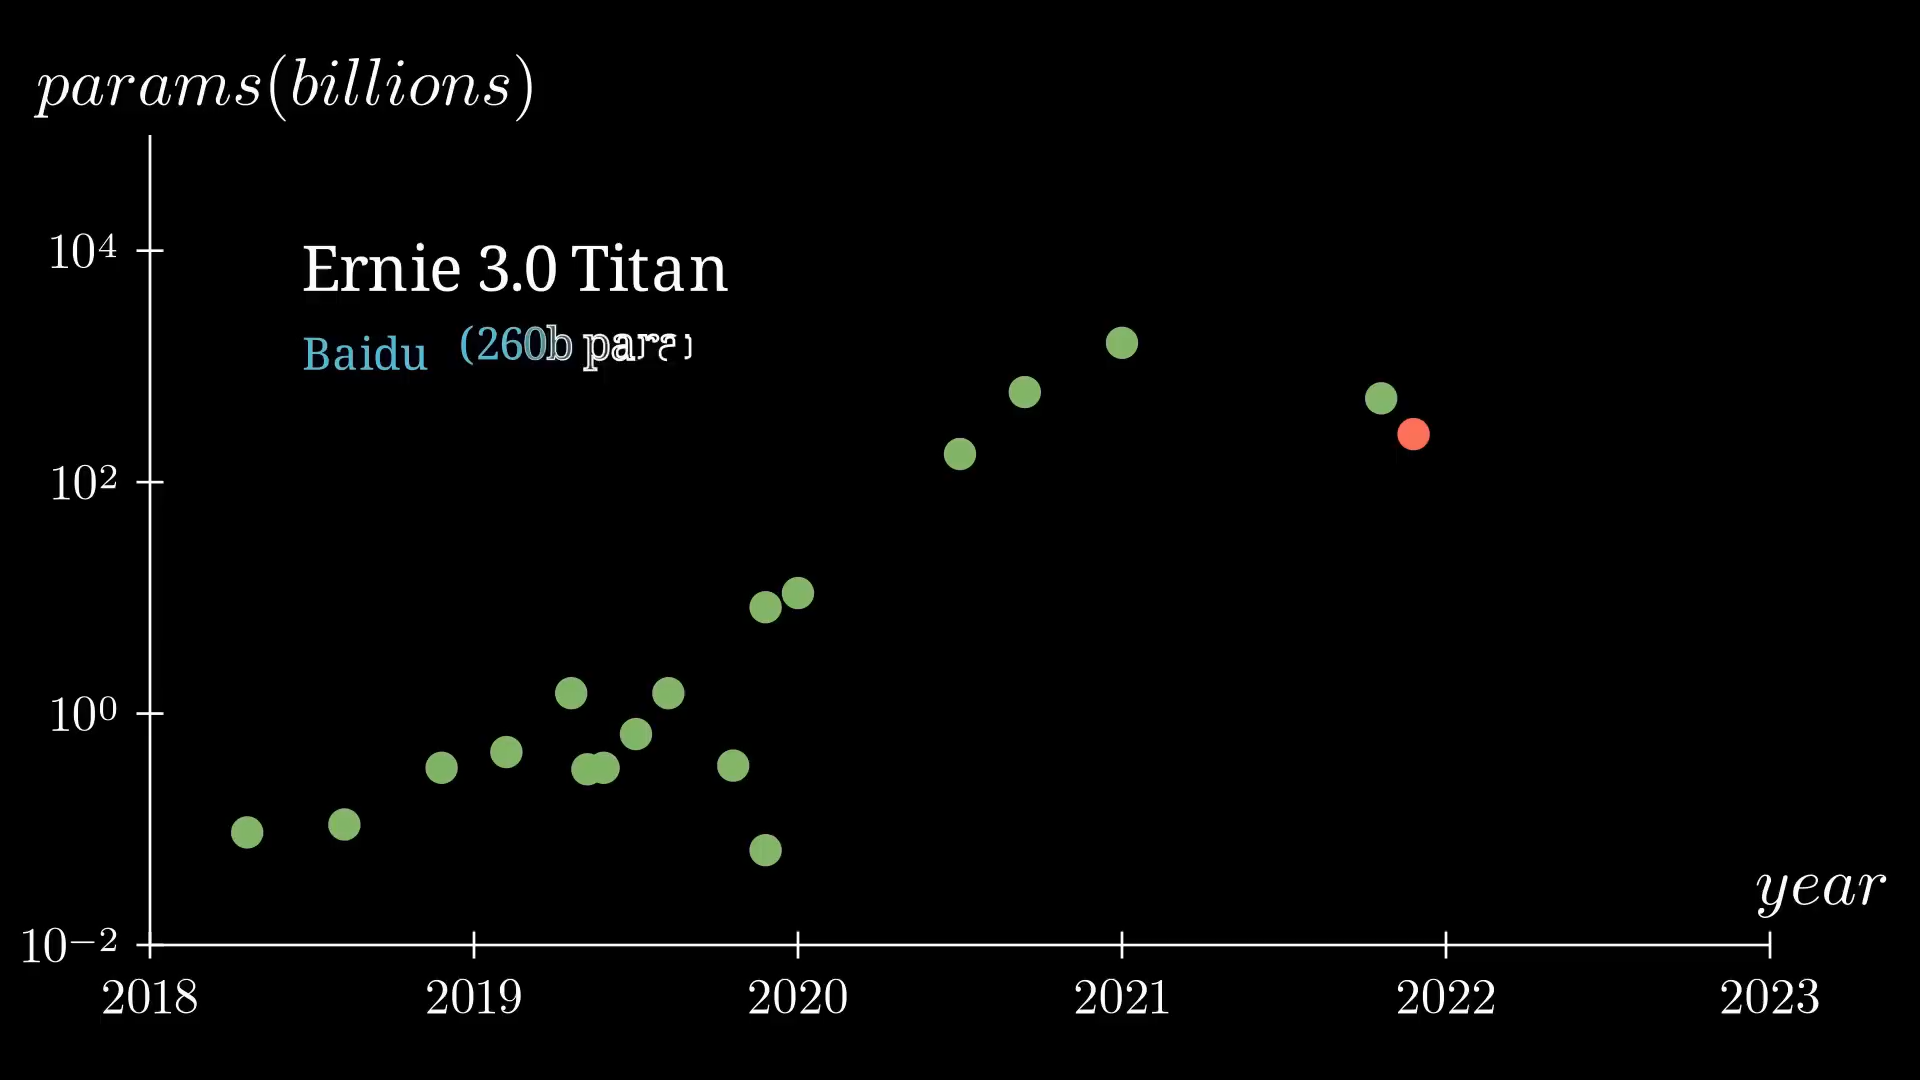 params(billions)
10⁴
Ernie 3.0 Titan
Baidu (260b para
10²
10⁰
year
10⁻²
2018 2019 2020 2021 2022 2023